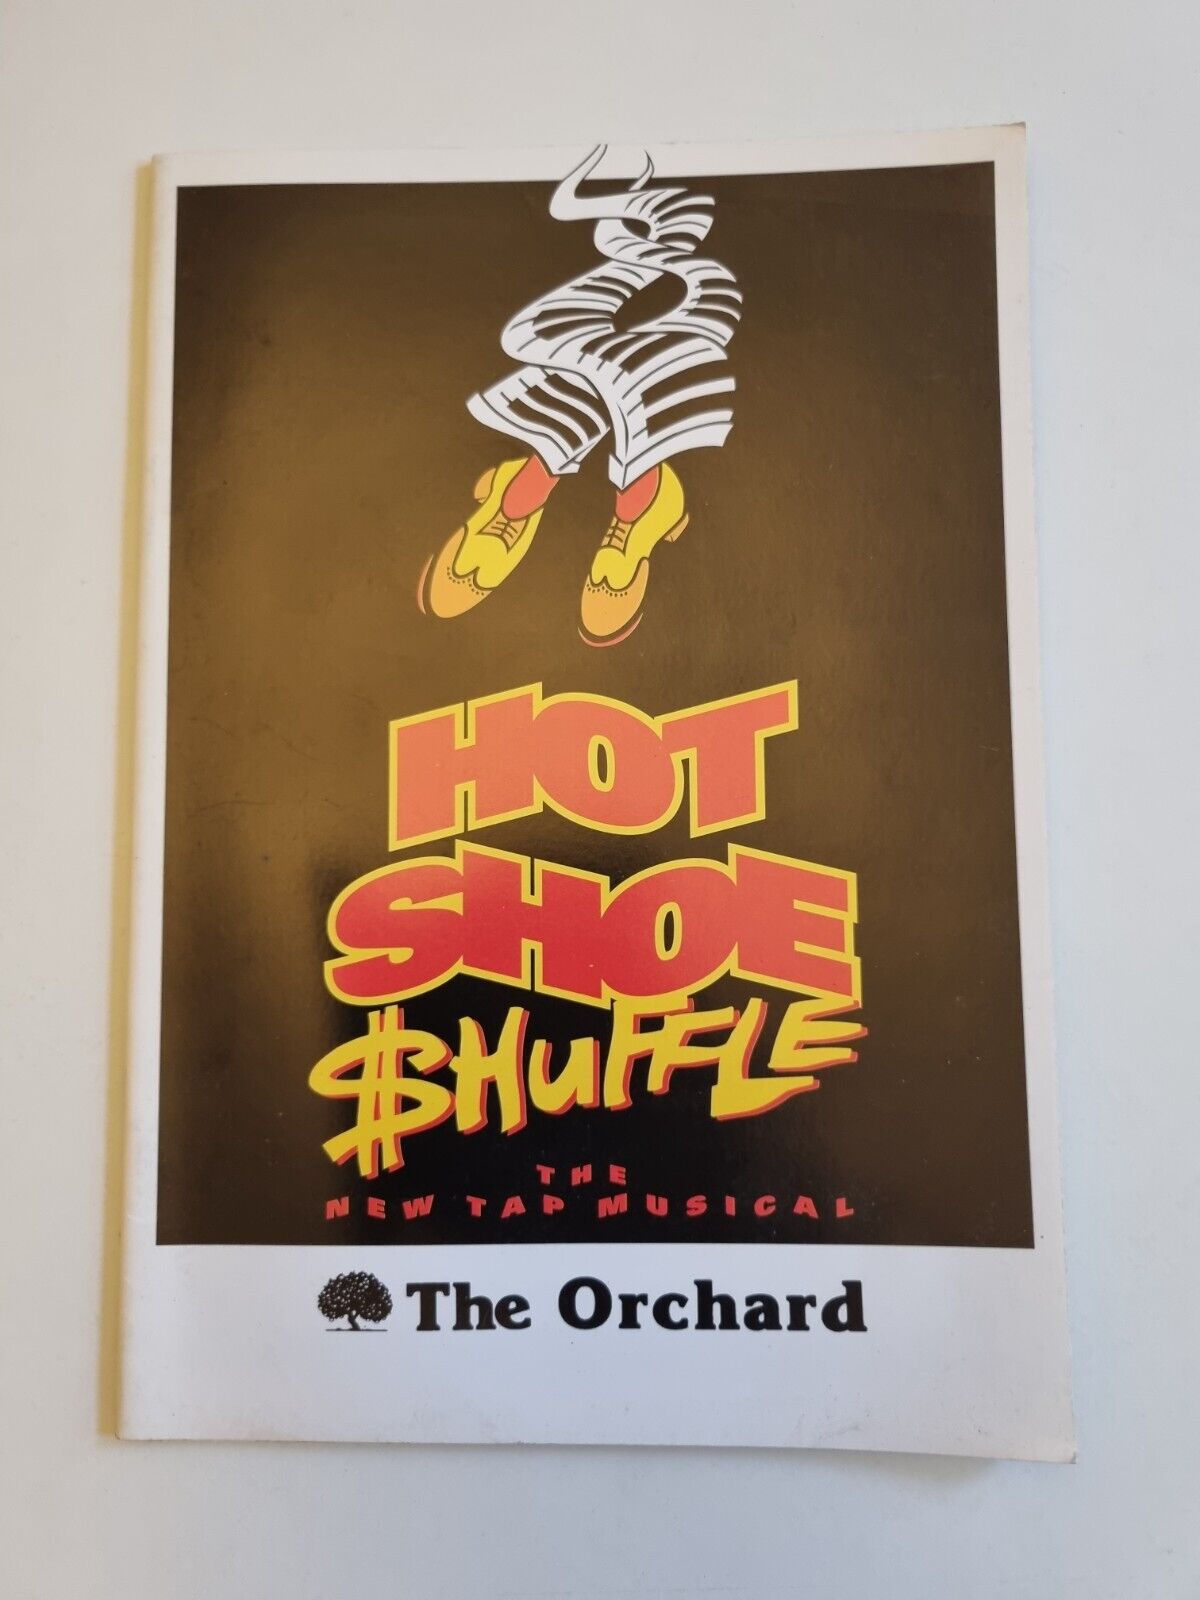 HOT
SHOE
$HUFFLE
THE
NEW TAP MUSICAL
The Orchard